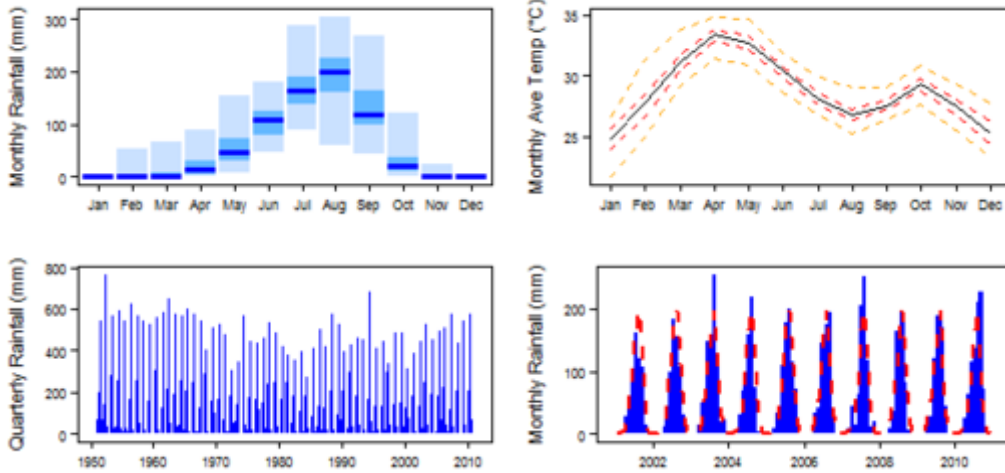 Monthly Rainfall (mm)
300
200
100
0
Jan Feb Mar Apr May Jun Jul Aug Sep Oct Nov Dec
Monthly Ave Temp (°C)
35
30
25
Jan Feb Mar Apr May Jun Jul Aug Sep Oct Nov Dec
Quarterly Rainfall (mm)
800
600
400
200
0
1950 1960 1970 1980 1990 2000 2010
Monthly Rainfall (mm)
200
100
0
2002 2004 2006 2008 2010